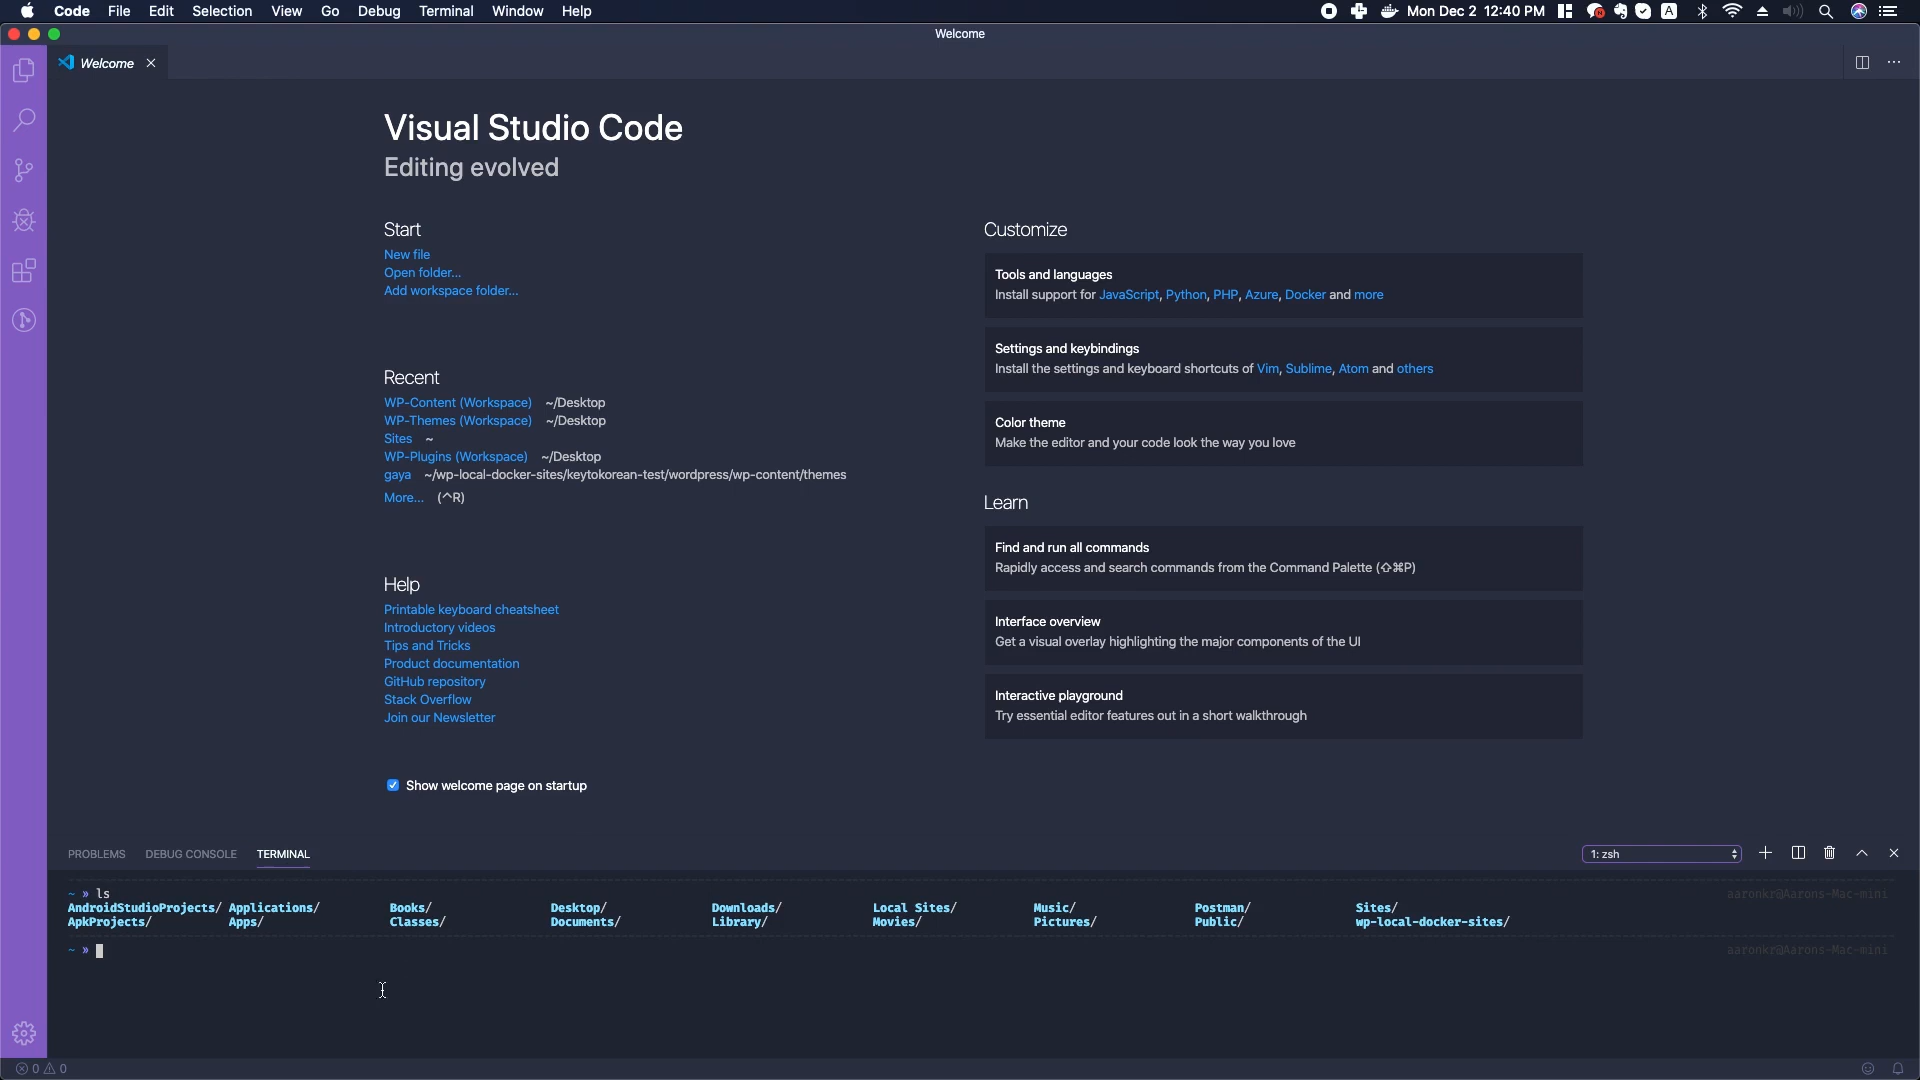 Code File Edit Selection View Go Debug Terminal Window Help
Mon Dec 2 12:40 PM
A
Welcome
Welcome
Visual Studio Code
Editing evolved
Start
New file
Open folder...
Add workspace folder...
Recent
WP-Content (Workspace) ~/Desktop
WP-Themes (Workspace) ~/Desktop
Sites ~
WP-Plugins (Workspace) ~/Desktop
gaya ~/wp-local-docker-sites/keytokorean-test/wordpress/wp-content/themes
More... (^R)
Help
Printable keyboard cheatsheet
Introductory videos
Tips and Tricks
Product documentation
GitHub repository
Stack Overflow
Join our Newsletter
Show welcome page on startup
Customize
Tools and languages
Install support for JavaScript, Python, PHP, Azure, Docker and more
Settings and keybindings
Install the settings and keyboard shortcuts of Vim, Sublime, Atom and others
Color theme
Make the editor and your code look the way you love
Learn
Find and run all commands
Rapidly access and search commands from the Command Palette (⇧⌘P)
Interface overview
Get a visual overlay highlighting the major components of the UI
Interactive playground
Try essential editor features out in a short walkthrough
PROBLEMS DEBUG CONSOLE TERMINAL
1: zsh
~ » ls aaronkr@Aarons-Mac-mini
AndroidStudioProjects/ Applications/ Books/ Desktop/ Downloads/ Local Sites/ Music/ Postman/ Sites/
ApkProjects/ Apps/ Classes/ Documents/ Library/ Movies/ Pictures/ Public/ wp-local-docker-sites/
~ » aaronkr@Aarons-Mac-mini
0 0